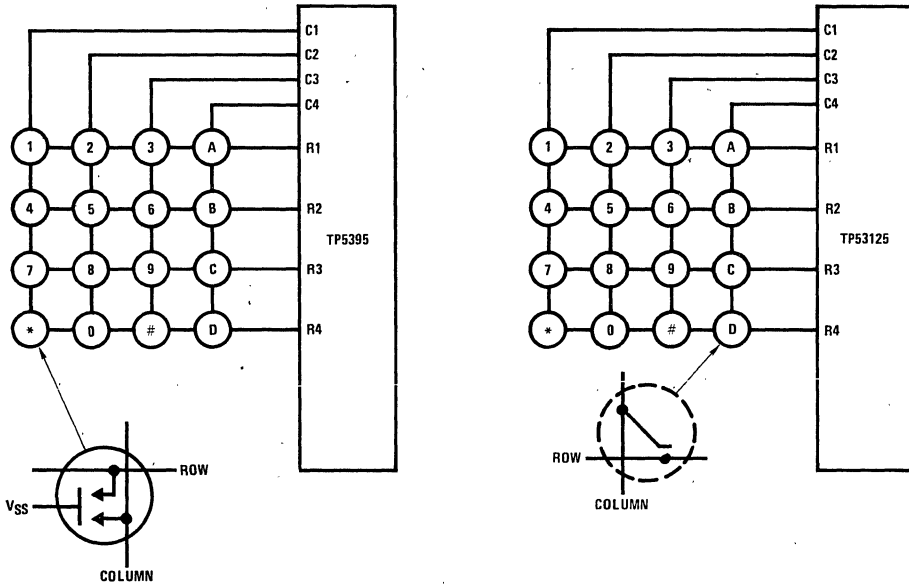 C1
C2
C3
C4
1 2 3 A R1
4 5 6 B R2
TP5395
7 8 9 C R3
* 0 # D R4
ROW
VSS
COLUMN
C1
C2
C3
C4
1 2 3 A R1
4 5 6 B R2
TP53125
7 8 9 C R3
* 0 # D R4
ROW
COLUMN